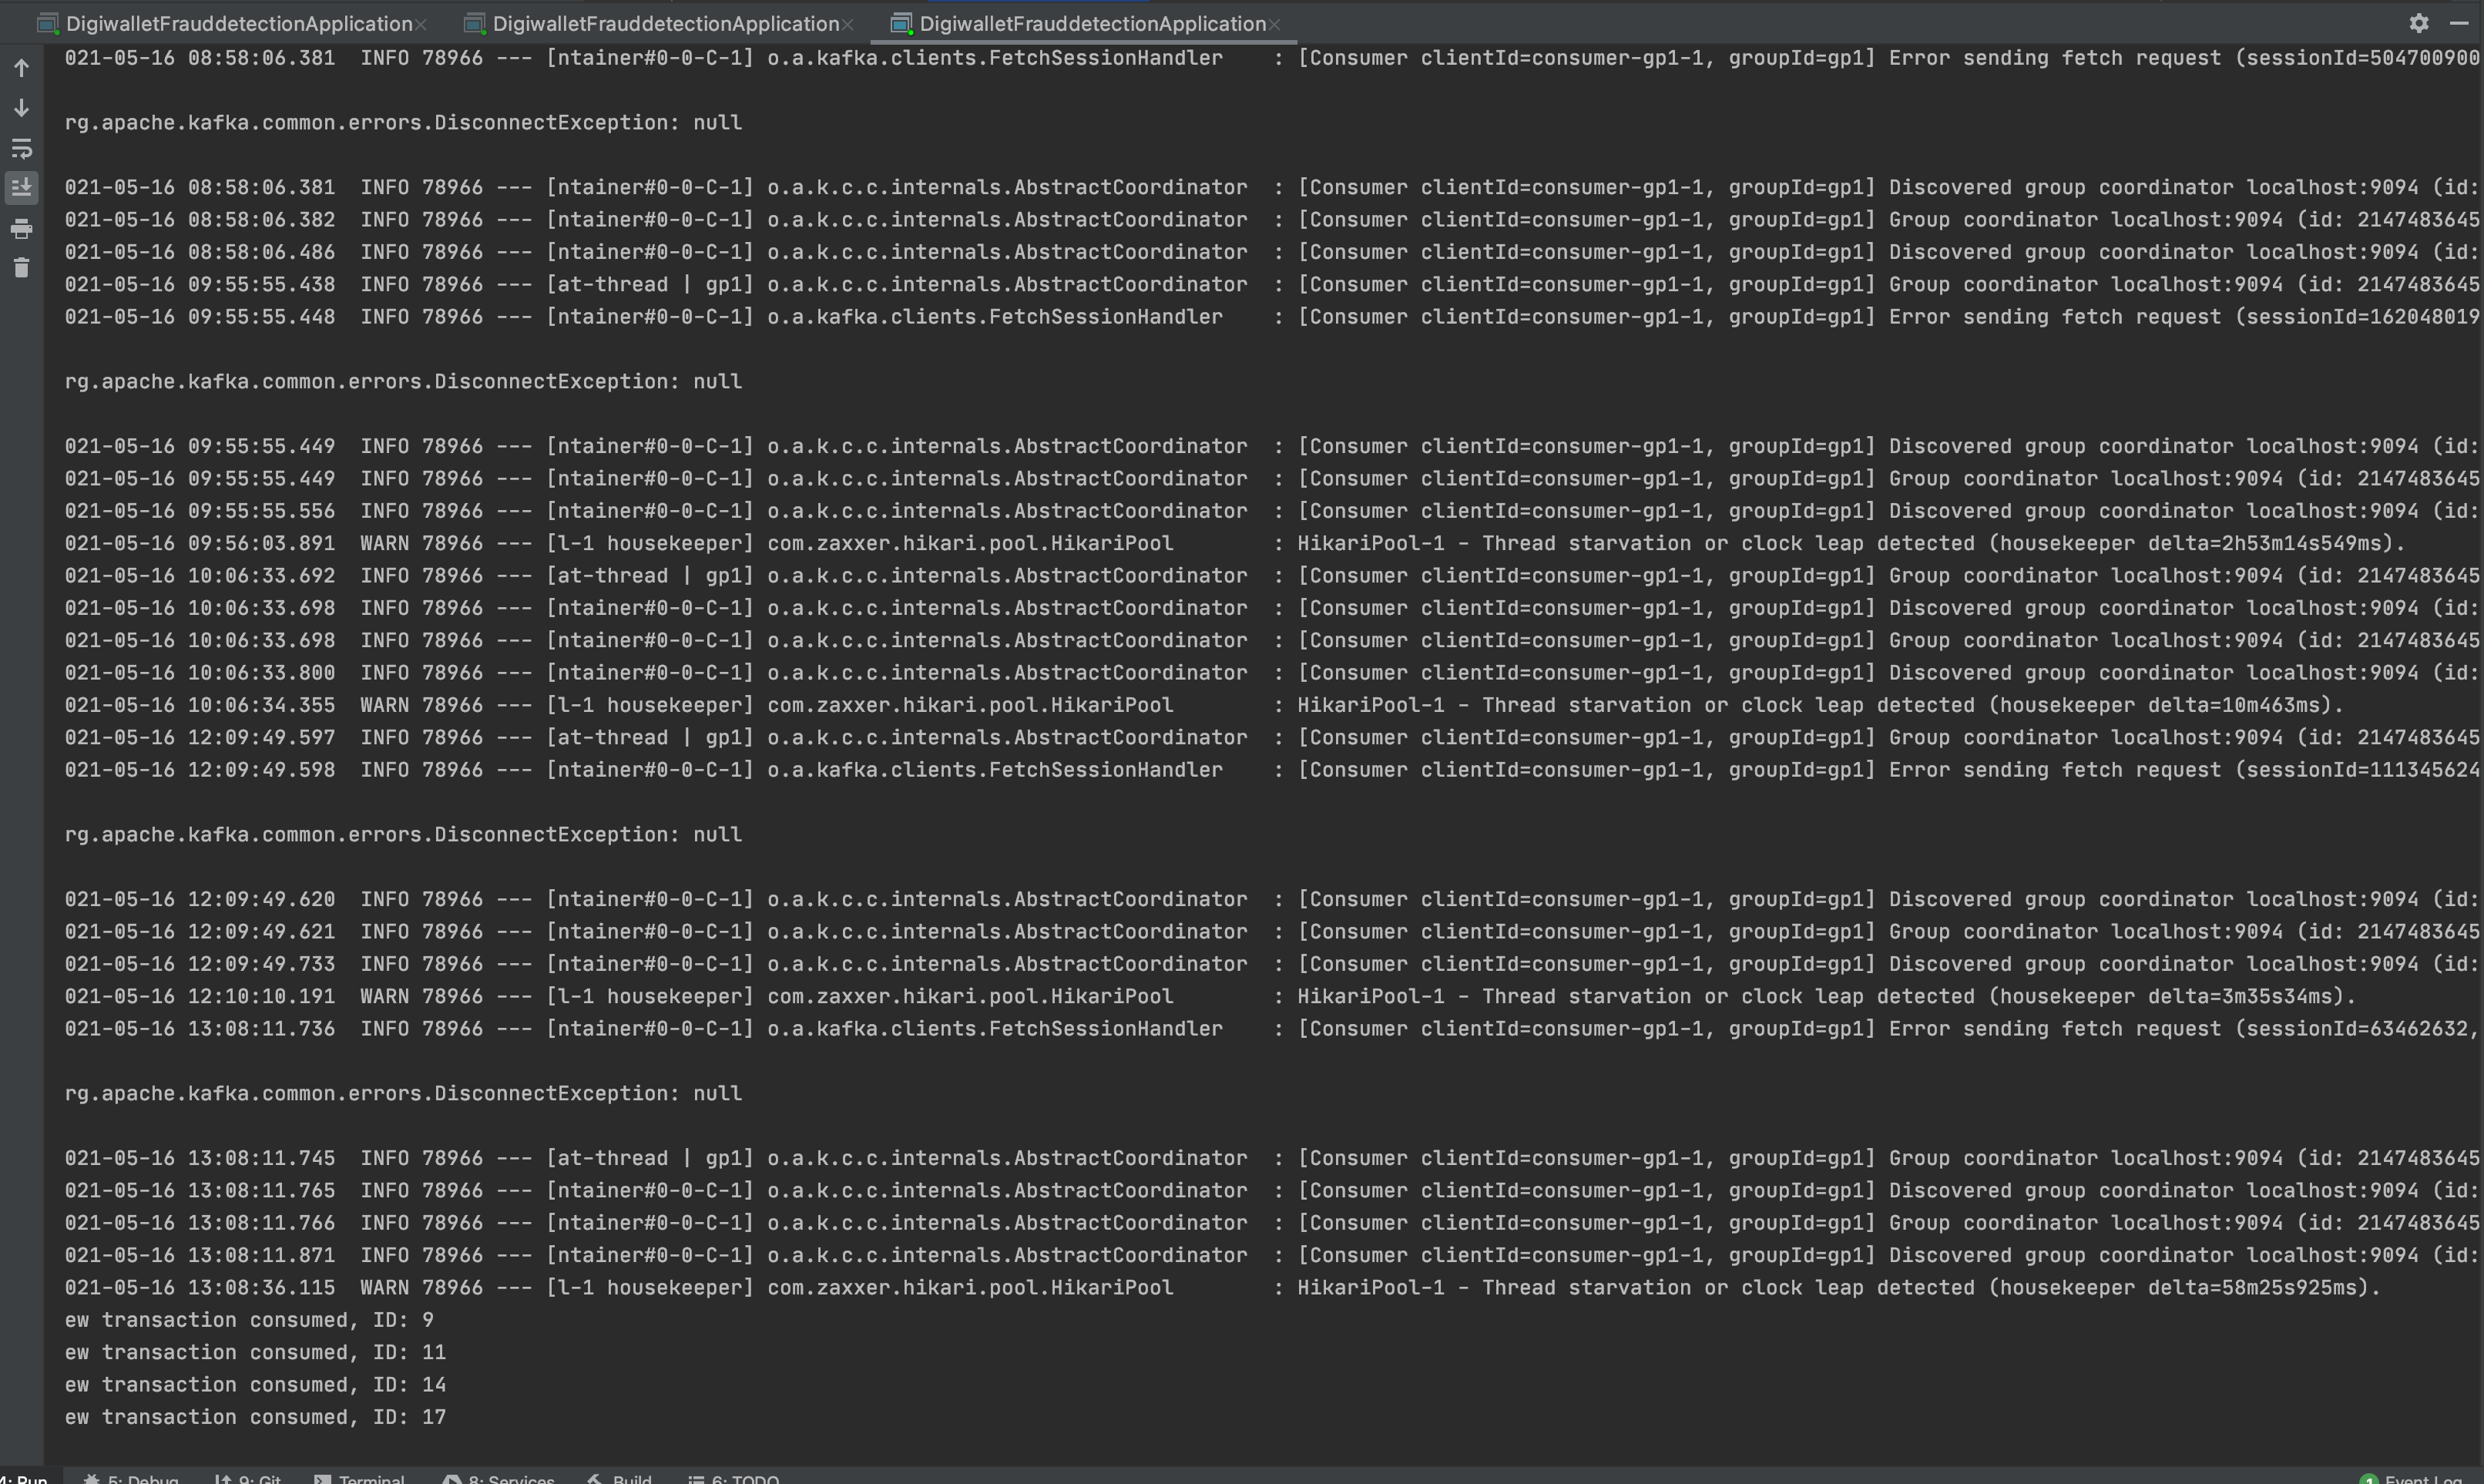 DigiwalletFrauddetectionApplication × DigiwalletFrauddetectionApplication × DigiwalletFrauddetectionApplication ×
021-05-16 08:58:06.381  INFO 78966 --- [ntainer#0-0-C-1] o.a.kafka.clients.FetchSessionHandler    : [Consumer clientId=consumer-gp1-1, groupId=gp1] Error sending fetch request (sessionId=504700900
rg.apache.kafka.common.errors.DisconnectException: null
021-05-16 08:58:06.381  INFO 78966 --- [ntainer#0-0-C-1] o.a.k.c.c.internals.AbstractCoordinator  : [Consumer clientId=consumer-gp1-1, groupId=gp1] Discovered group coordinator localhost:9094 (id:
021-05-16 08:58:06.382  INFO 78966 --- [ntainer#0-0-C-1] o.a.k.c.c.internals.AbstractCoordinator  : [Consumer clientId=consumer-gp1-1, groupId=gp1] Group coordinator localhost:9094 (id: 2147483645
021-05-16 08:58:06.486  INFO 78966 --- [ntainer#0-0-C-1] o.a.k.c.c.internals.AbstractCoordinator  : [Consumer clientId=consumer-gp1-1, groupId=gp1] Discovered group coordinator localhost:9094 (id:
021-05-16 09:55:55.438  INFO 78966 --- [at-thread | gp1] o.a.k.c.c.internals.AbstractCoordinator  : [Consumer clientId=consumer-gp1-1, groupId=gp1] Group coordinator localhost:9094 (id: 2147483645
021-05-16 09:55:55.448  INFO 78966 --- [ntainer#0-0-C-1] o.a.kafka.clients.FetchSessionHandler    : [Consumer clientId=consumer-gp1-1, groupId=gp1] Error sending fetch request (sessionId=162048019
rg.apache.kafka.common.errors.DisconnectException: null
021-05-16 09:55:55.449  INFO 78966 --- [ntainer#0-0-C-1] o.a.k.c.c.internals.AbstractCoordinator  : [Consumer clientId=consumer-gp1-1, groupId=gp1] Discovered group coordinator localhost:9094 (id:
021-05-16 09:55:55.449  INFO 78966 --- [ntainer#0-0-C-1] o.a.k.c.c.internals.AbstractCoordinator  : [Consumer clientId=consumer-gp1-1, groupId=gp1] Group coordinator localhost:9094 (id: 2147483645
021-05-16 09:55:55.556  INFO 78966 --- [ntainer#0-0-C-1] o.a.k.c.c.internals.AbstractCoordinator  : [Consumer clientId=consumer-gp1-1, groupId=gp1] Discovered group coordinator localhost:9094 (id:
021-05-16 09:56:03.891  WARN 78966 --- [l-1 housekeeper] com.zaxxer.hikari.pool.HikariPool        : HikariPool-1 - Thread starvation or clock leap detected (housekeeper delta=2h53m14s549ms).
021-05-16 10:06:33.692  INFO 78966 --- [at-thread | gp1] o.a.k.c.c.internals.AbstractCoordinator  : [Consumer clientId=consumer-gp1-1, groupId=gp1] Group coordinator localhost:9094 (id: 2147483645
021-05-16 10:06:33.698  INFO 78966 --- [ntainer#0-0-C-1] o.a.k.c.c.internals.AbstractCoordinator  : [Consumer clientId=consumer-gp1-1, groupId=gp1] Discovered group coordinator localhost:9094 (id:
021-05-16 10:06:33.698  INFO 78966 --- [ntainer#0-0-C-1] o.a.k.c.c.internals.AbstractCoordinator  : [Consumer clientId=consumer-gp1-1, groupId=gp1] Group coordinator localhost:9094 (id: 2147483645
021-05-16 10:06:33.800  INFO 78966 --- [ntainer#0-0-C-1] o.a.k.c.c.internals.AbstractCoordinator  : [Consumer clientId=consumer-gp1-1, groupId=gp1] Discovered group coordinator localhost:9094 (id:
021-05-16 10:06:34.355  WARN 78966 --- [l-1 housekeeper] com.zaxxer.hikari.pool.HikariPool        : HikariPool-1 - Thread starvation or clock leap detected (housekeeper delta=10m463ms).
021-05-16 12:09:49.597  INFO 78966 --- [at-thread | gp1] o.a.k.c.c.internals.AbstractCoordinator  : [Consumer clientId=consumer-gp1-1, groupId=gp1] Group coordinator localhost:9094 (id: 2147483645
021-05-16 12:09:49.598  INFO 78966 --- [ntainer#0-0-C-1] o.a.kafka.clients.FetchSessionHandler    : [Consumer clientId=consumer-gp1-1, groupId=gp1] Error sending fetch request (sessionId=111345624
rg.apache.kafka.common.errors.DisconnectException: null
021-05-16 12:09:49.620  INFO 78966 --- [ntainer#0-0-C-1] o.a.k.c.c.internals.AbstractCoordinator  : [Consumer clientId=consumer-gp1-1, groupId=gp1] Discovered group coordinator localhost:9094 (id:
021-05-16 12:09:49.621  INFO 78966 --- [ntainer#0-0-C-1] o.a.k.c.c.internals.AbstractCoordinator  : [Consumer clientId=consumer-gp1-1, groupId=gp1] Group coordinator localhost:9094 (id: 2147483645
021-05-16 12:09:49.733  INFO 78966 --- [ntainer#0-0-C-1] o.a.k.c.c.internals.AbstractCoordinator  : [Consumer clientId=consumer-gp1-1, groupId=gp1] Discovered group coordinator localhost:9094 (id:
021-05-16 12:10:10.191  WARN 78966 --- [l-1 housekeeper] com.zaxxer.hikari.pool.HikariPool        : HikariPool-1 - Thread starvation or clock leap detected (housekeeper delta=3m35s34ms).
021-05-16 13:08:11.736  INFO 78966 --- [ntainer#0-0-C-1] o.a.kafka.clients.FetchSessionHandler    : [Consumer clientId=consumer-gp1-1, groupId=gp1] Error sending fetch request (sessionId=63462632,
rg.apache.kafka.common.errors.DisconnectException: null
021-05-16 13:08:11.745  INFO 78966 --- [at-thread | gp1] o.a.k.c.c.internals.AbstractCoordinator  : [Consumer clientId=consumer-gp1-1, groupId=gp1] Group coordinator localhost:9094 (id: 2147483645
021-05-16 13:08:11.765  INFO 78966 --- [ntainer#0-0-C-1] o.a.k.c.c.internals.AbstractCoordinator  : [Consumer clientId=consumer-gp1-1, groupId=gp1] Discovered group coordinator localhost:9094 (id:
021-05-16 13:08:11.766  INFO 78966 --- [ntainer#0-0-C-1] o.a.k.c.c.internals.AbstractCoordinator  : [Consumer clientId=consumer-gp1-1, groupId=gp1] Group coordinator localhost:9094 (id: 2147483645
021-05-16 13:08:11.871  INFO 78966 --- [ntainer#0-0-C-1] o.a.k.c.c.internals.AbstractCoordinator  : [Consumer clientId=consumer-gp1-1, groupId=gp1] Discovered group coordinator localhost:9094 (id:
021-05-16 13:08:36.115  WARN 78966 --- [l-1 housekeeper] com.zaxxer.hikari.pool.HikariPool        : HikariPool-1 - Thread starvation or clock leap detected (housekeeper delta=58m25s925ms).
ew transaction consumed, ID: 9
ew transaction consumed, ID: 11
ew transaction consumed, ID: 14
ew transaction consumed, ID: 17
4: Run 5: Debug 9: Git Terminal 8: Services Build 6: TODO 1 Event Log